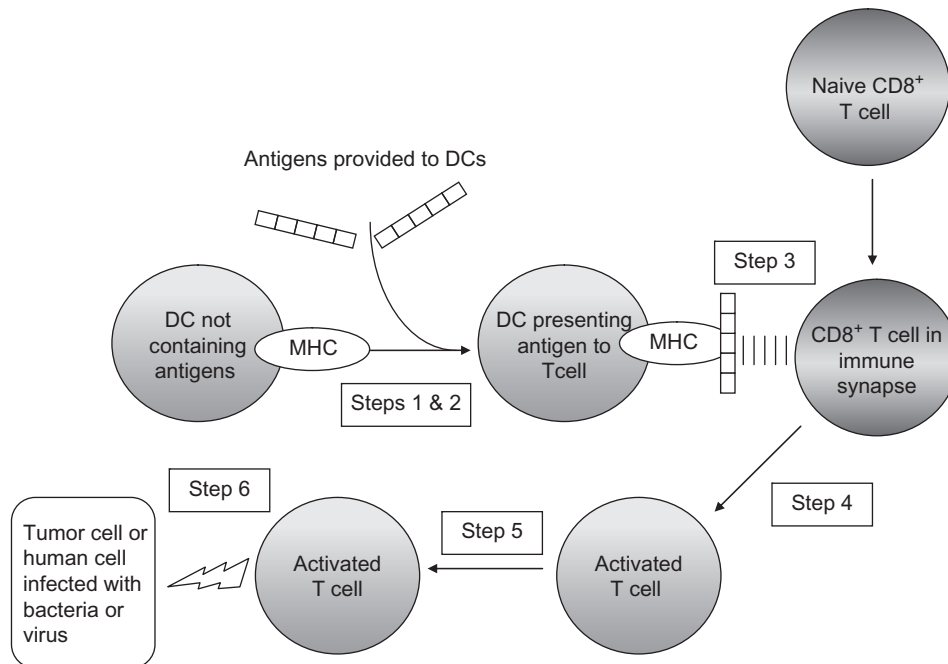 Naive CD8⁺
T cell
Antigens provided to DCs
Step 3
DC not
containing
antigens
MHC
DC presenting
antigen to
Tcell
MHC
CD8⁺ T cell in
immune
synapse
Steps 1 & 2
Step 4
Step 5
Step 6
Activated
T cell
Activated
T cell
Tumor cell or
human cell
infected with
bacteria or
virus